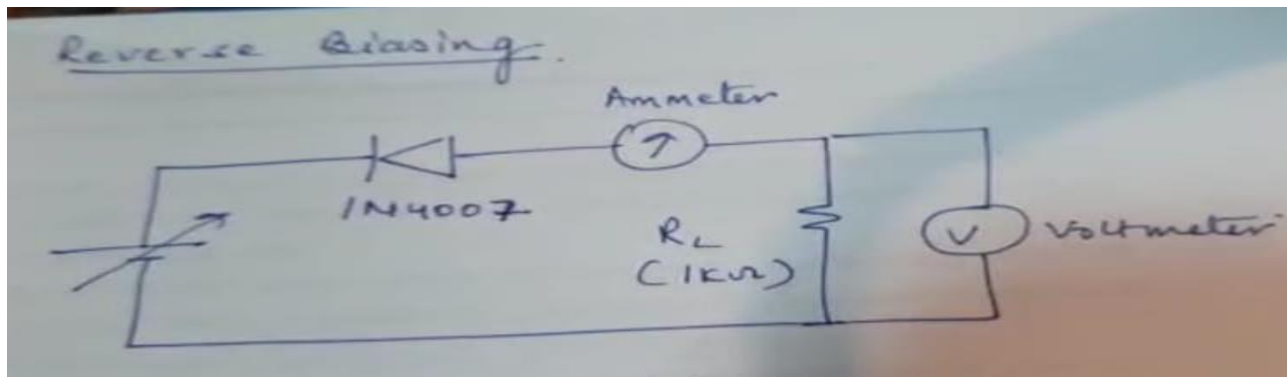 Reverse Biasing.
Ammeter
1N4007
RL
(1KΩ)
V Voltmeter